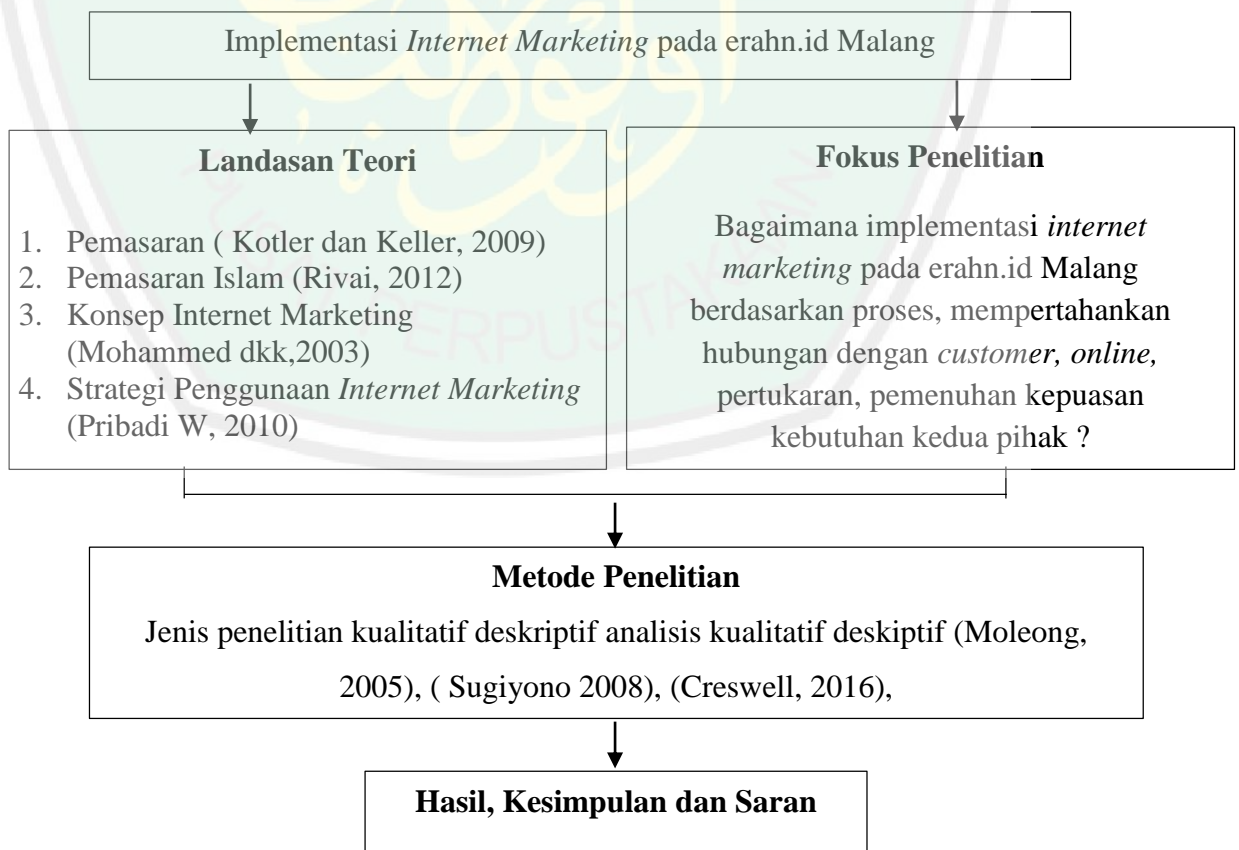 Implementasi Internet Marketing pada erahn.id Malang
Landasan Teori
1. Pemasaran ( Kotler dan Keller, 2009)
2. Pemasaran Islam (Rivai, 2012)
3. Konsep Internet Marketing
(Mohammed dkk,2003)
4. Strategi Penggunaan Internet Marketing
(Pribadi W, 2010)
Fokus Penelitian
Bagaimana implementasi internet
marketing pada erahn.id Malang
berdasarkan proses, mempertahankan
hubungan dengan customer, online,
pertukaran, pemenuhan kepuasan
kebutuhan kedua pihak ?
Metode Penelitian
Jenis penelitian kualitatif deskriptif analisis kualitatif deskiptif (Moleong,
2005), ( Sugiyono 2008), (Creswell, 2016),
Hasil, Kesimpulan dan Saran
PUSAT PERPUSTAKAAN